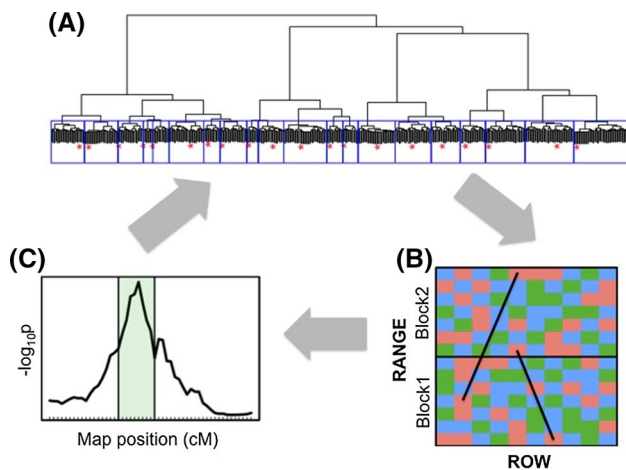 (A)
(C)
(B)
-log10p
Map position (cM)
RANGE
Block2
Block1
ROW